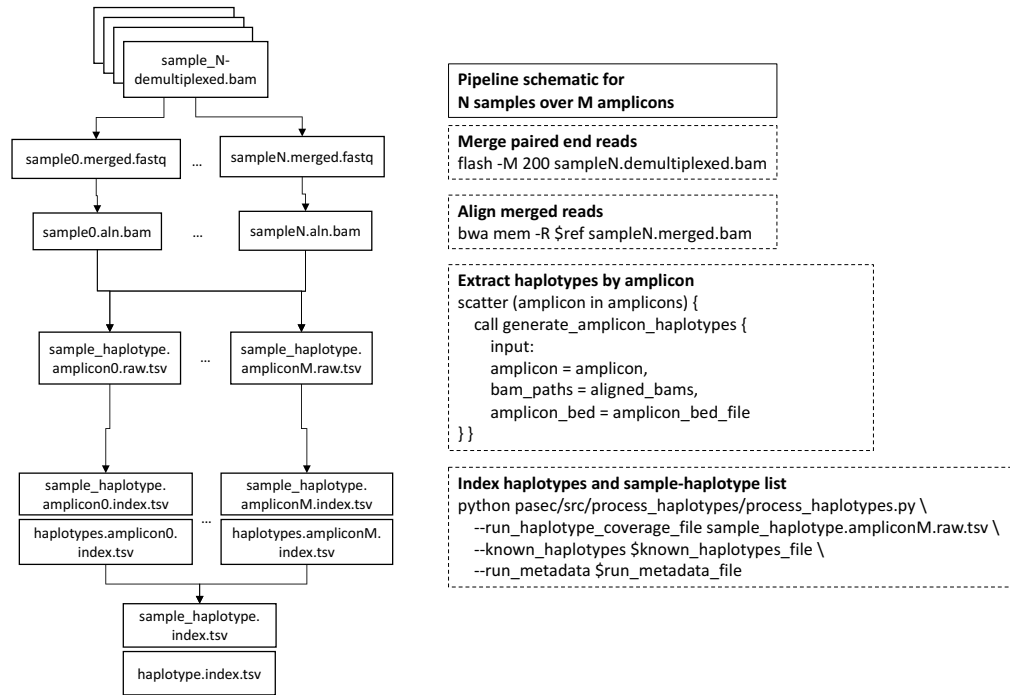 sample_N-
demultiplexed.bam
sample0.merged.fastq
...
sampleN.merged.fastq
sample0.aln.bam
...
sampleN.aln.bam
sample_haplotype.
amplicon0.raw.tsv
...
sample_haplotype.
ampliconM.raw.tsv
sample_haplotype.
amplicon0.index.tsv
haplotypes.amplicon0.
index.tsv
...
sample_haplotype.
ampliconM.index.tsv
haplotypes.ampliconM.
index.tsv
sample_haplotype.
index.tsv
haplotype.index.tsv
Pipeline schematic for
N samples over M amplicons
Merge paired end reads
flash -M 200 sampleN.demultiplexed.bam
Align merged reads
bwa mem -R $ref sampleN.merged.bam
Extract haplotypes by amplicon
scatter (amplicon in amplicons) {
call generate_amplicon_haplotypes {
input:
amplicon = amplicon,
bam_paths = aligned_bams,
amplicon_bed = amplicon_bed_file
} }
Index haplotypes and sample-haplotype list
python pasec/src/process_haplotypes/process_haplotypes.py \
--run_haplotype_coverage_file sample_haplotype.ampliconM.raw.tsv \
--known_haplotypes $known_haplotypes_file \
--run_metadata $run_metadata_file